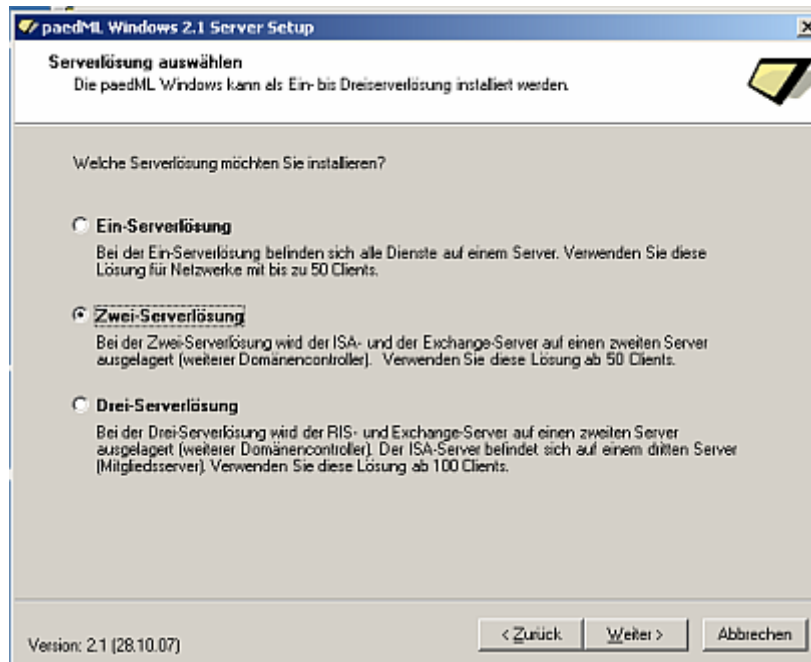 paedML Windows 2.1 Server Setup
Serverlösung auswählen
Die paedML Windows kann als Ein- bis Dreiserverlösung installiert werden.
Welche Serverlösung möchten Sie installieren?
Ein-Serverlösung
Bei der Ein-Serverlösung befinden sich alle Dienste auf einem Server. Verwenden Sie diese
Lösung für Netzwerke mit bis zu 50 Clients.
Zwei-Serverlösung
Bei der Zwei-Serverlösung wird der ISA- und der Exchange-Server auf einen zweiten Server
ausgelagert (weiterer Domänencontroller). Verwenden Sie diese Lösung ab 50 Clients.
Drei-Serverlösung
Bei der Drei-Serverlösung wird der RIS- und Exchange-Server auf einen zweiten Server
ausgelagert (weiterer Domänencontroller). Der ISA-Server befindet sich auf einem dritten Server
(Mitgliedsserver). Verwenden Sie diese Lösung ab 100 Clients.
Version: 2.1 (28.10.07)
< Zurück
Weiter >
Abbrechen